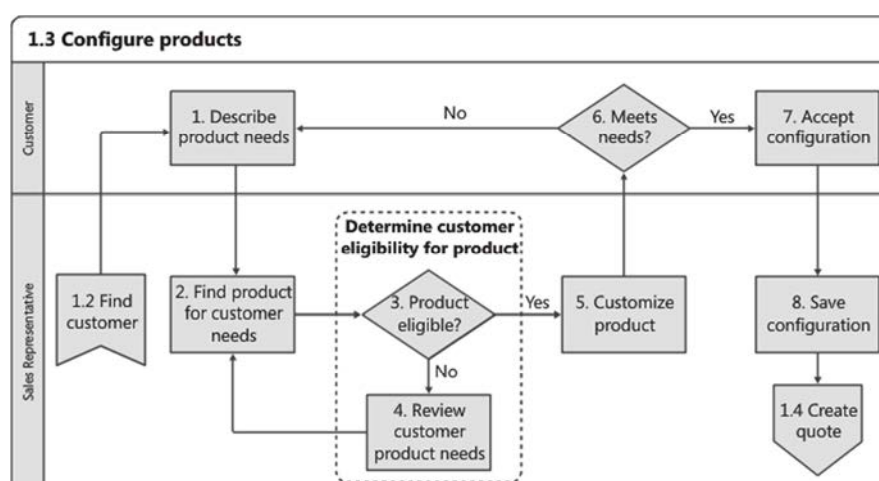 1.3 Configure products
Customer
1. Describe
product needs
No
6. Meets
needs?
Yes
7. Accept
configuration
Sales Representative
Determine customer
eligibility for product
1.2 Find
customer
2. Find product
for customer
needs
3. Product
eligible?
Yes
5. Customize
product
8. Save
configuration
No
4. Review
customer
product needs
1.4 Create
quote